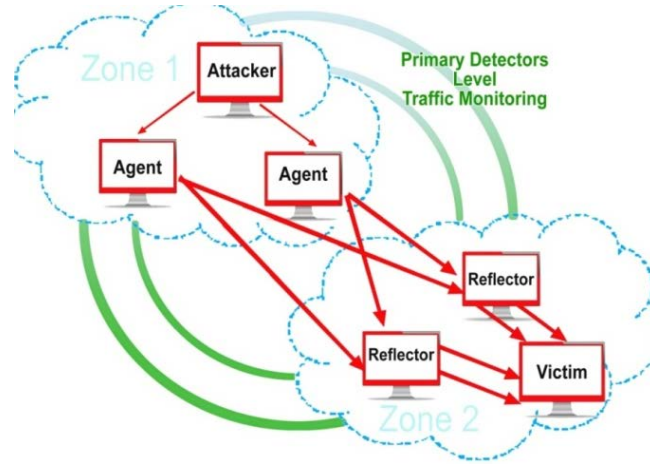 Zone 1
Attacker
Primary Detectors
Level
Traffic Monitoring
Agent
Agent
Reflector
Reflector
Victim
Zone 2